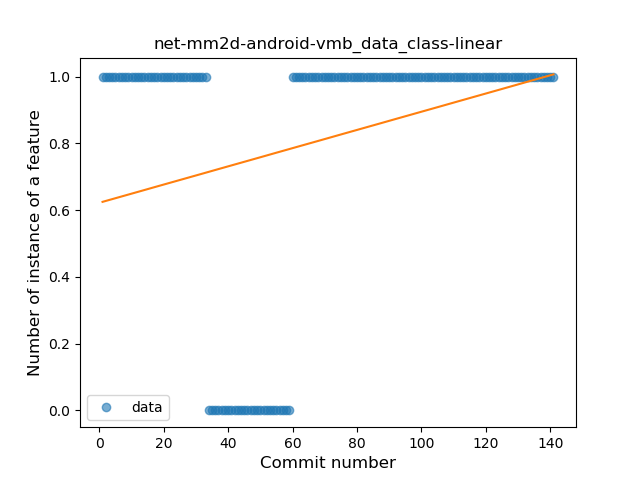 net-mm2d-android-vmb_data_class-linear
Number of instance of a feature
1.0
0.8
0.6
0.4
0.2
0.0
data
0 20 40 60 80 100 120 140
Commit number